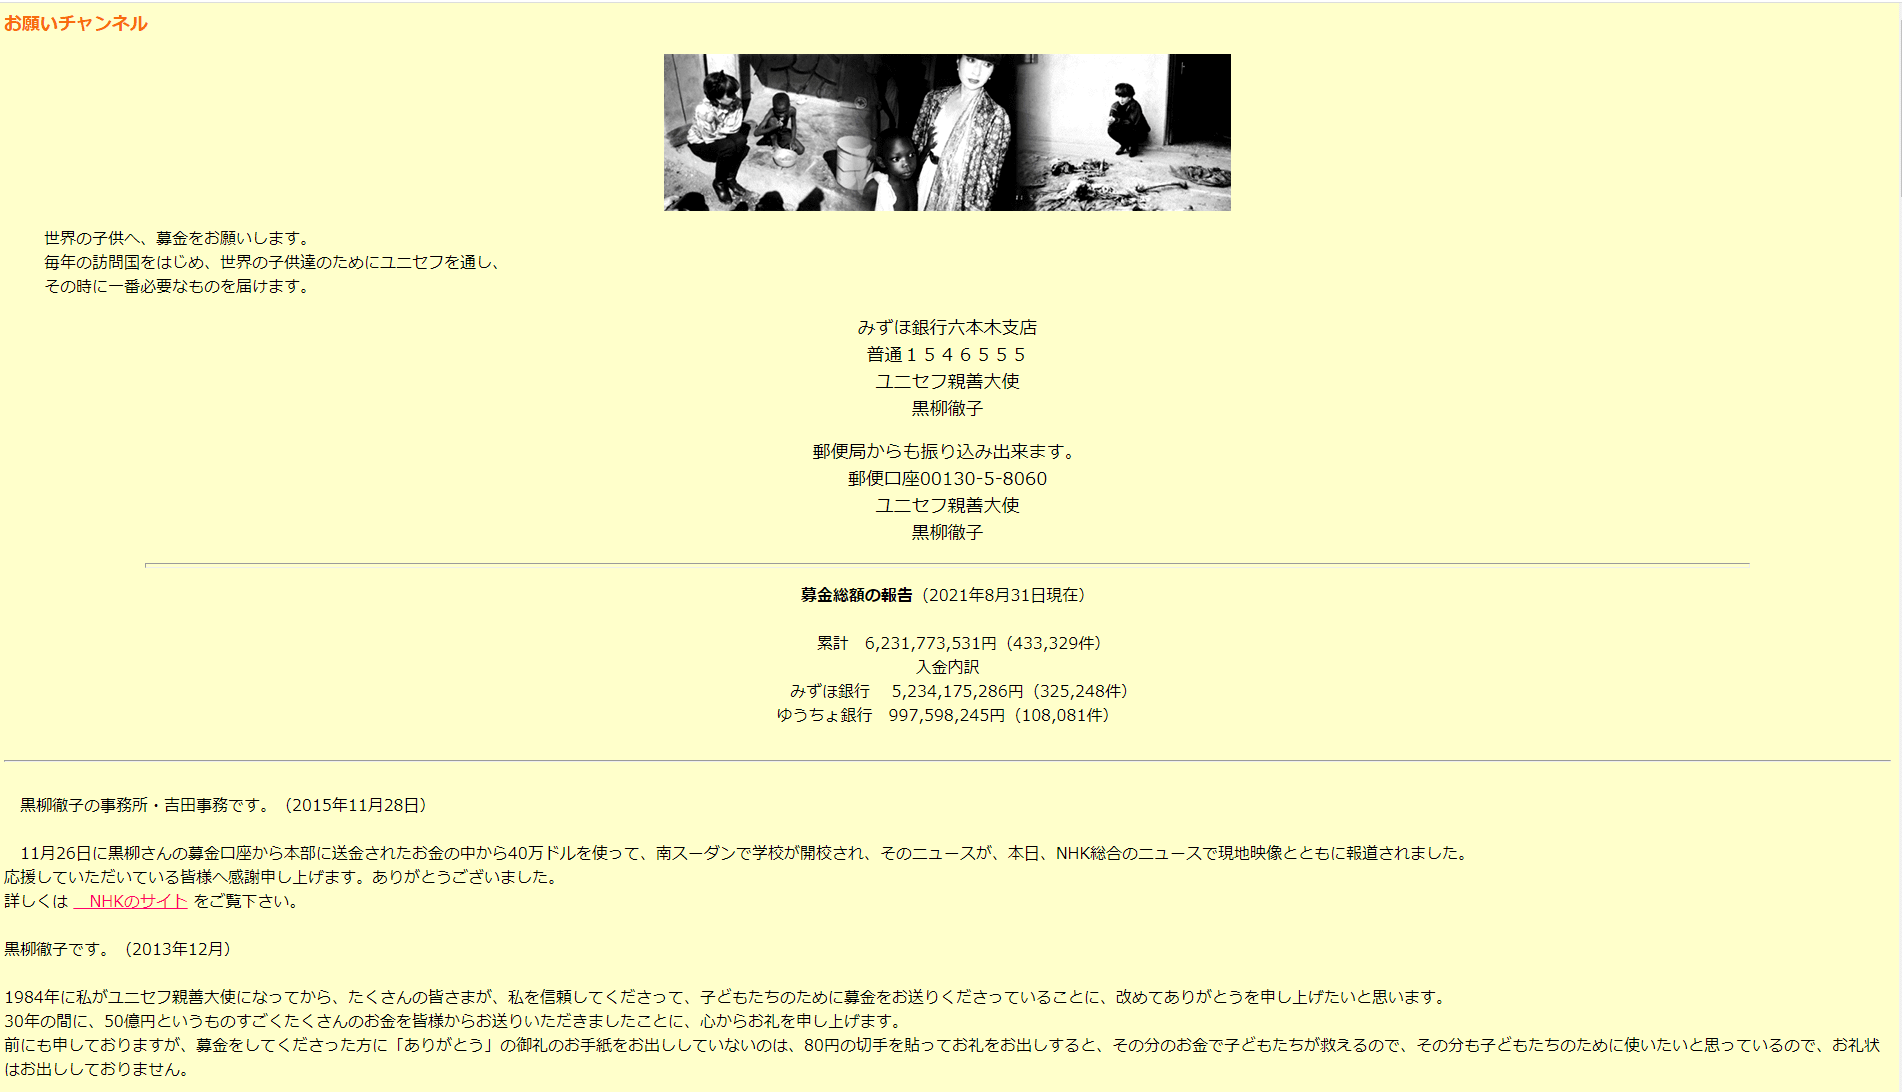 お願いチャンネル
世界の子供へ、募金をお願いします。
毎年の訪問国をはじめ、世界の子供達のためにユニセフを通し、
その時に一番必要なものを届けます。
みずほ銀行六本木支店
普通１５４６５５５
ユニセフ親善大使
黒柳徹子
郵便局からも振り込み出来ます。
郵便口座00130-5-8060
ユニセフ親善大使
黒柳徹子
募金総額の報告（2021年8月31日現在）
累計　6,231,773,531円（433,329件）
入金内訳
みずほ銀行　 5,234,175,286円（325,248件）
ゆうちょ銀行　997,598,245円（108,081件）
黒柳徹子の事務所・吉田事務です。（2015年11月28日）
11月26日に黒柳さんの募金口座から本部に送金されたお金の中から40万ドルを使って、南スーダンで学校が開校され、そのニュースが、本日、NHK総合のニュースで現地映像とともに報道されました。
応援していただいている皆様へ感謝申し上げます。ありがとうございました。
詳しくは　NHKのサイト をご覧下さい。
黒柳徹子です。（2013年12月）
1984年に私がユニセフ親善大使になってから、たくさんの皆さまが、私を信頼してくださって、子どもたちのために募金をお送りくださっていることに、改めてありがとうを申し上げたいと思います。
30年の間に、50億円というものすごくたくさんのお金を皆様からお送りいただきましたことに、心からお礼を申し上げます。
前にも申しておりますが、募金をしてくださった方に「ありがとう」の御礼のお手紙をお出ししていないのは、80円の切手を貼ってお礼をお出しすると、その分のお金で子どもたちが救えるので、その分も子どもたちのために使いたいと思っているので、お礼状
はお出ししておりません。